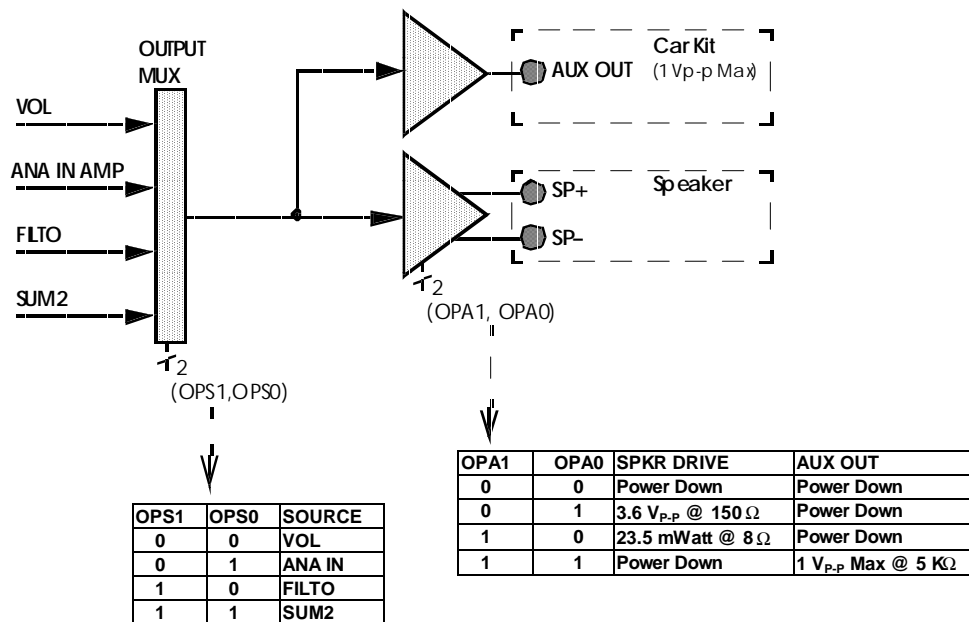 OUTPUT
MUX
VOL
ANA IN AMP
FILTO
SUM2
2
(OPS1,OPS0)
Car Kit
AUX OUT (1 Vp-p Max)
SP+ Speaker
SP–
2
(OPA1, OPA0)
OPA1 OPA0 SPKR DRIVE AUX OUT
0 0 Power Down Power Down
0 1 3.6 VP-P @ 150 Ω Power Down
1 0 23.5 mWatt @ 8 Ω Power Down
1 1 Power Down 1 VP-P Max @ 5 KΩ
OPS1 OPS0 SOURCE
0 0 VOL
0 1 ANA IN
1 0 FILTO
1 1 SUM2